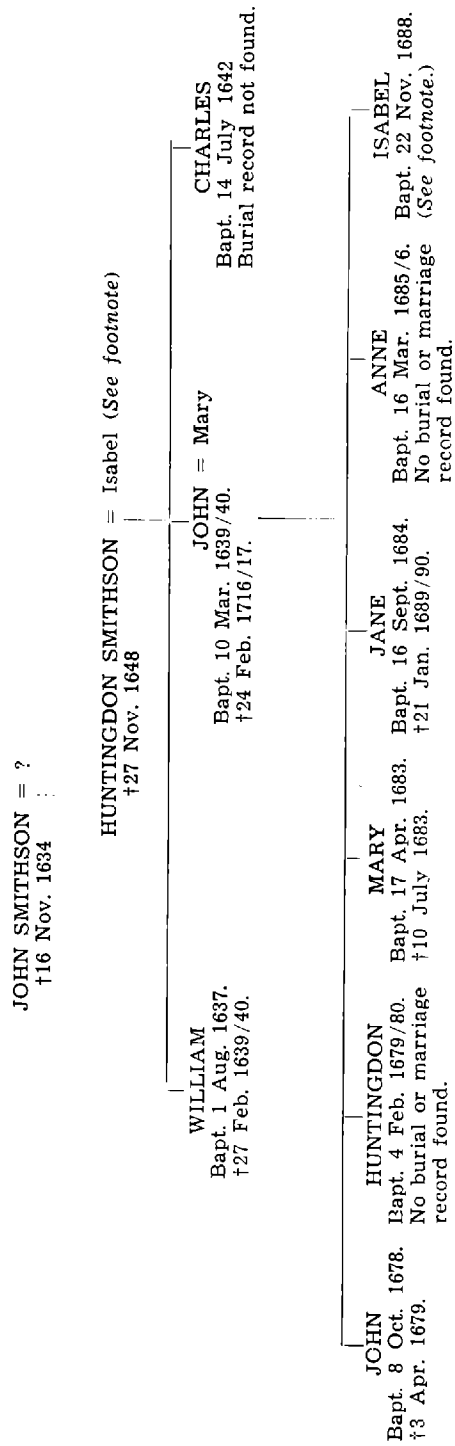 JOHN SMITHSON = ?
†16 Nov. 1634
HUNTINGDON SMITHSON = Isabel (See footnote)
†27 Nov. 1648
WILLIAM
Bapt. 1 Aug. 1637.
†27 Feb. 1639/40.
JOHN = Mary
Bapt. 10 Mar. 1639/40.
†24 Feb. 1716/17.
CHARLES
Bapt. 14 July 1642
Burial record not found.
JOHN
Bapt. 8 Oct. 1678.
†3 Apr. 1679.
HUNTINGDON
Bapt. 4 Feb. 1679/80.
No burial or marriage
record found.
MARY
Bapt. 17 Apr. 1683.
†10 July 1683.
JANE
Bapt. 16 Sept. 1684.
†21 Jan. 1689/90.
ANNE
Bapt. 16 Mar. 1685/6.
No burial or marriage
record found.
ISABEL
Bapt. 22 Nov. 1688.
(See footnote.)